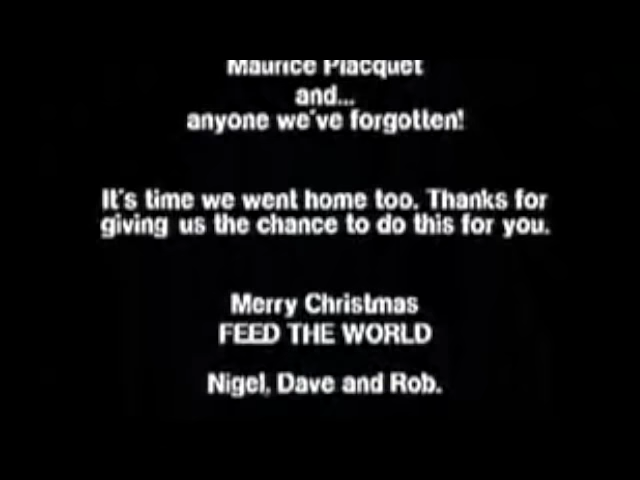 Maurice Placquet
and...
anyone we've forgotten!
It's time we went home too. Thanks for
giving us the chance to do this for you.
Merry Christmas
FEED THE WORLD
Nigel, Dave and Rob.